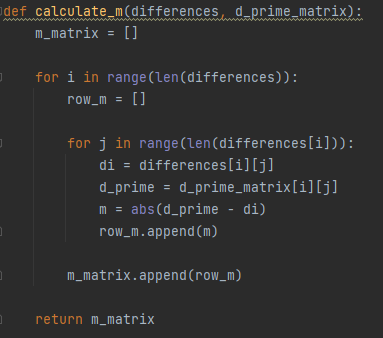 def calculate_m(differences, d_prime_matrix):
    m_matrix = []
    for i in range(len(differences)):
        row_m = []
        for j in range(len(differences[i])):
            di = differences[i][j]
            d_prime = d_prime_matrix[i][j]
            m = abs(d_prime - di)
            row_m.append(m)
        m_matrix.append(row_m)
    return m_matrix